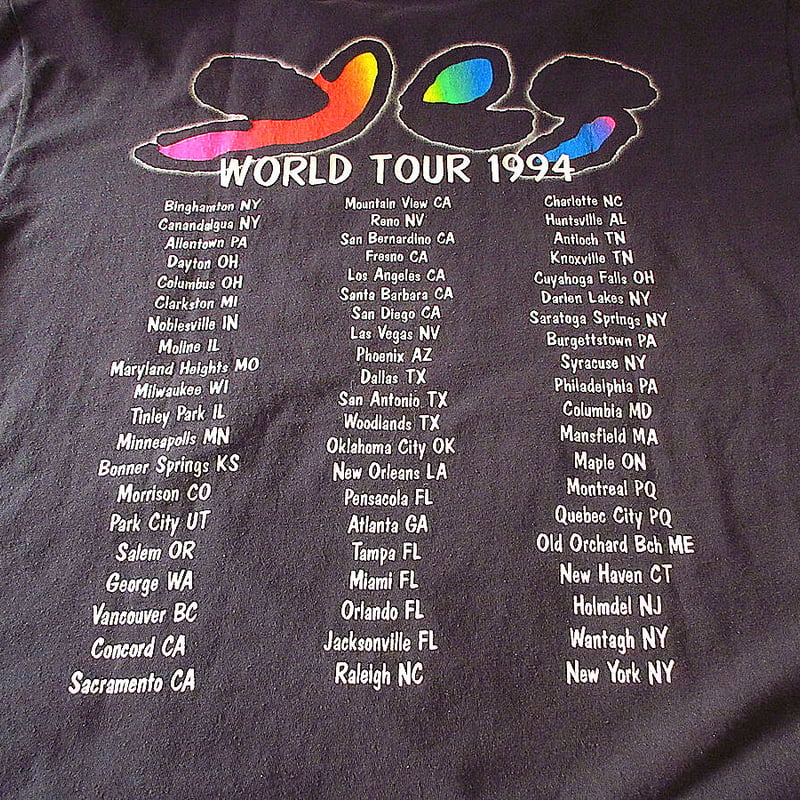 Yes
WORLD TOUR 1994
Binghamton NY
Canandaigua NY
Allentown PA
Dayton OH
Columbus OH
Clarkston MI
Noblesville IN
Moline IL
Maryland Heights MO
Milwaukee WI
Tinley Park IL
Minneapolis MN
Bonner Springs KS
Morrison CO
Park City UT
Salem OR
George WA
Vancouver BC
Concord CA
Sacramento CA
Mountain View CA
Reno NV
San Bernardino CA
Fresno CA
Los Angeles CA
Santa Barbara CA
San Diego CA
Las Vegas NV
Phoenix AZ
Dallas TX
San Antonio TX
Woodlands TX
Oklahoma City OK
New Orleans LA
Pensacola FL
Atlanta GA
Tampa FL
Miami FL
Orlando FL
Jacksonville FL
Raleigh NC
Charlotte NC
Huntsville AL
Antioch TN
Knoxville TN
Cuyahoga Falls OH
Darien Lakes NY
Saratoga Springs NY
Burgettstown PA
Syracuse NY
Philadelphia PA
Columbia MD
Mansfield MA
Maple ON
Montreal PQ
Quebec City PQ
Old Orchard Bch ME
New Haven CT
Holmdel NJ
Wantagh NY
New York NY